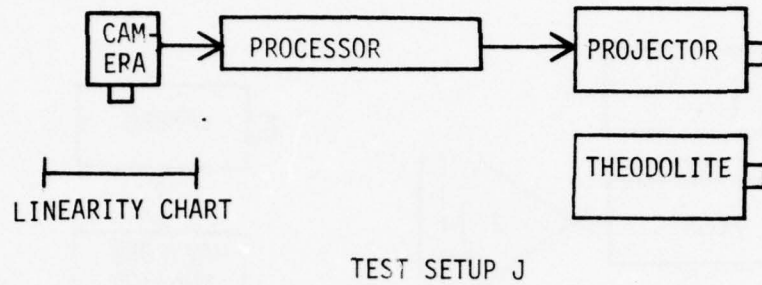 CAM-
ERA
PROCESSOR
PROJECTOR
THEODOLITE
LINEARITY CHART
TEST SETUP J